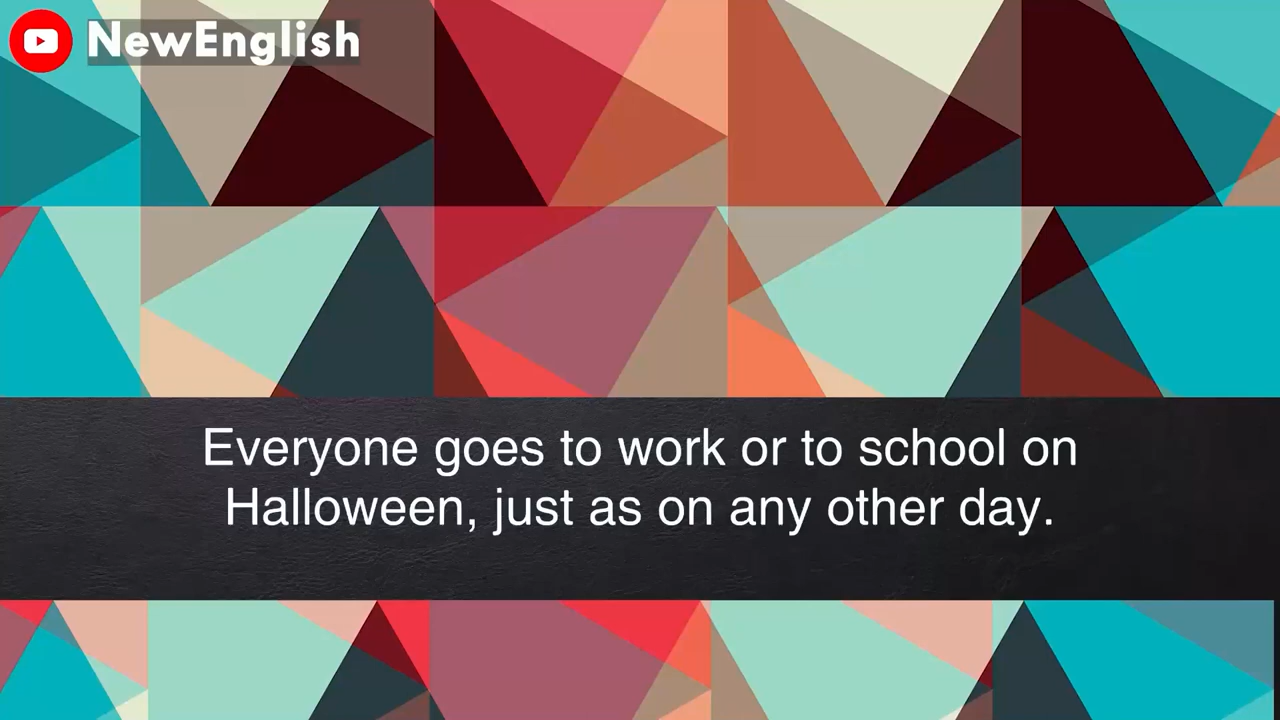 NewEnglish
Everyone goes to work or to school on
Halloween, just as on any other day.